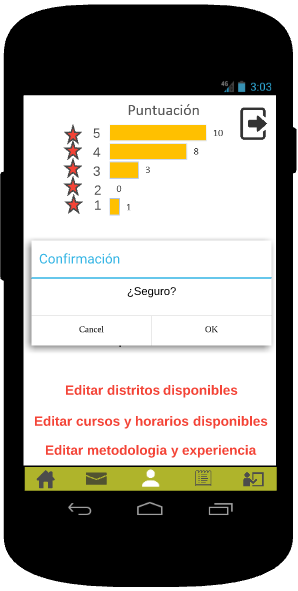 4G 3:03
Puntuación
5 10
4 8
3 3
2 0
1 1
Confirmación
¿Seguro?
Cancel OK
Editar distritos disponibles
Editar cursos y horarios disponibles
Editar metodologia y experiencia